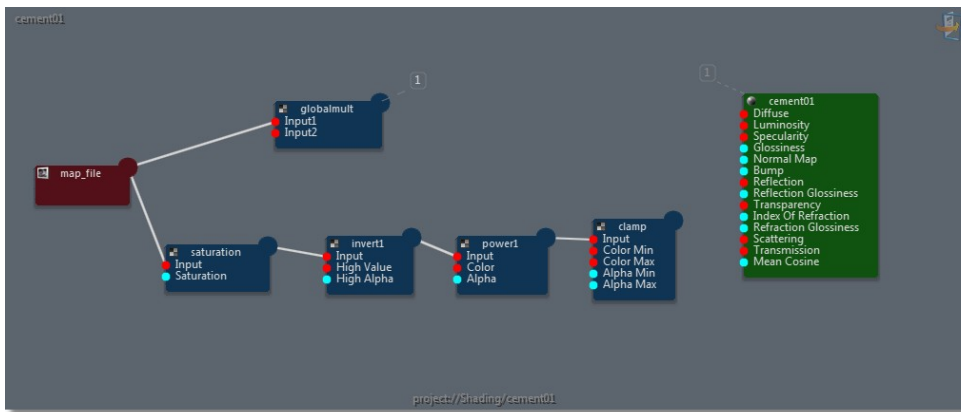 cement01
1
globalmult
Input1
Input2
map_file
saturation
Input
Saturation
invert1
Input
High Value
High Alpha
power1
Input
Color
Alpha
clamp
Input
Color Min
Color Max
Alpha Min
Alpha Max
1
cement01
Diffuse
Luminosity
Specularity
Glossiness
Normal Map
Bump
Reflection
Reflection Glossiness
Transparency
Index Of Refraction
Refraction Glossiness
Scattering
Transmission
Mean Cosine
project://Shading/cement01